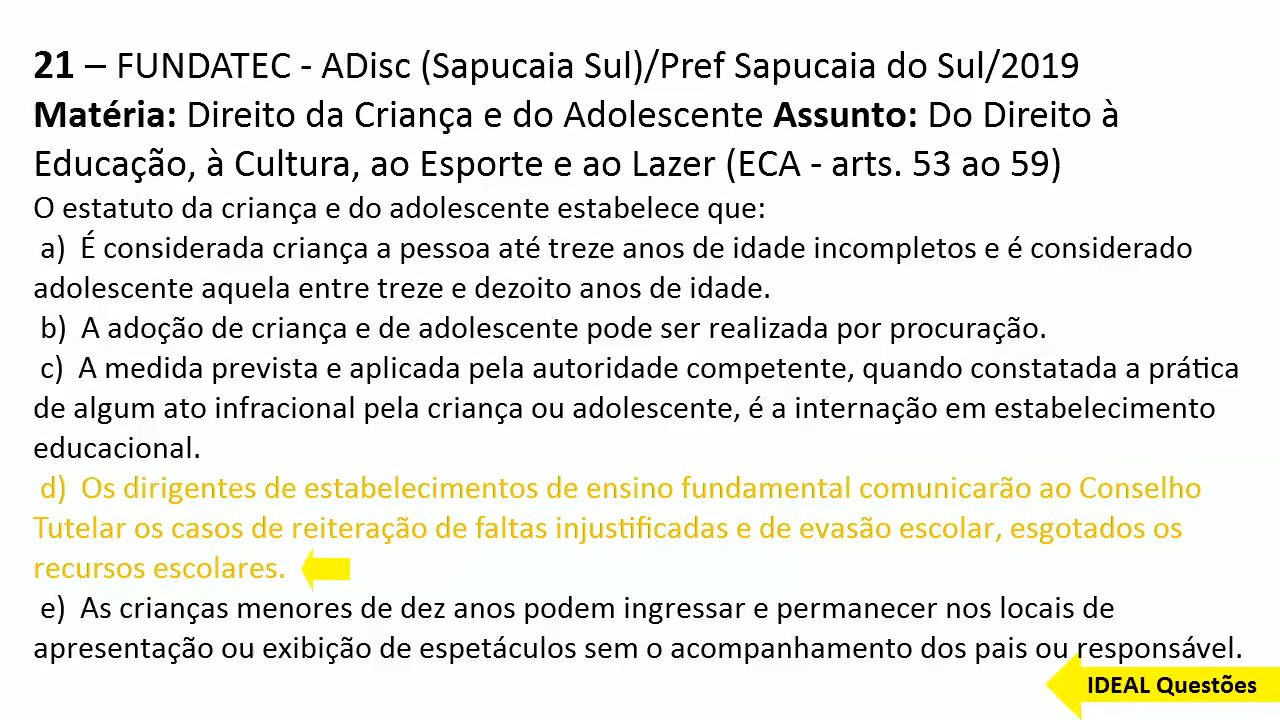 21 – FUNDATEC - ADisc (Sapucaia Sul)/Pref Sapucaia do Sul/2019
Matéria: Direito da Criança e do Adolescente Assunto: Do Direito à
Educação, à Cultura, ao Esporte e ao Lazer (ECA - arts. 53 ao 59)
O estatuto da criança e do adolescente estabelece que:
a) É considerada criança a pessoa até treze anos de idade incompletos e é considerado
adolescente aquela entre treze e dezoito anos de idade.
b) A adoção de criança e de adolescente pode ser realizada por procuração.
c) A medida prevista e aplicada pela autoridade competente, quando constatada a prática
de algum ato infracional pela criança ou adolescente, é a internação em estabelecimento
educacional.
d) Os dirigentes de estabelecimentos de ensino fundamental comunicarão ao Conselho
Tutelar os casos de reiteração de faltas injustificadas e de evasão escolar, esgotados os
recursos escolares.
e) As crianças menores de dez anos podem ingressar e permanecer nos locais de
apresentação ou exibição de espetáculos sem o acompanhamento dos pais ou responsável.
IDEAL Questões